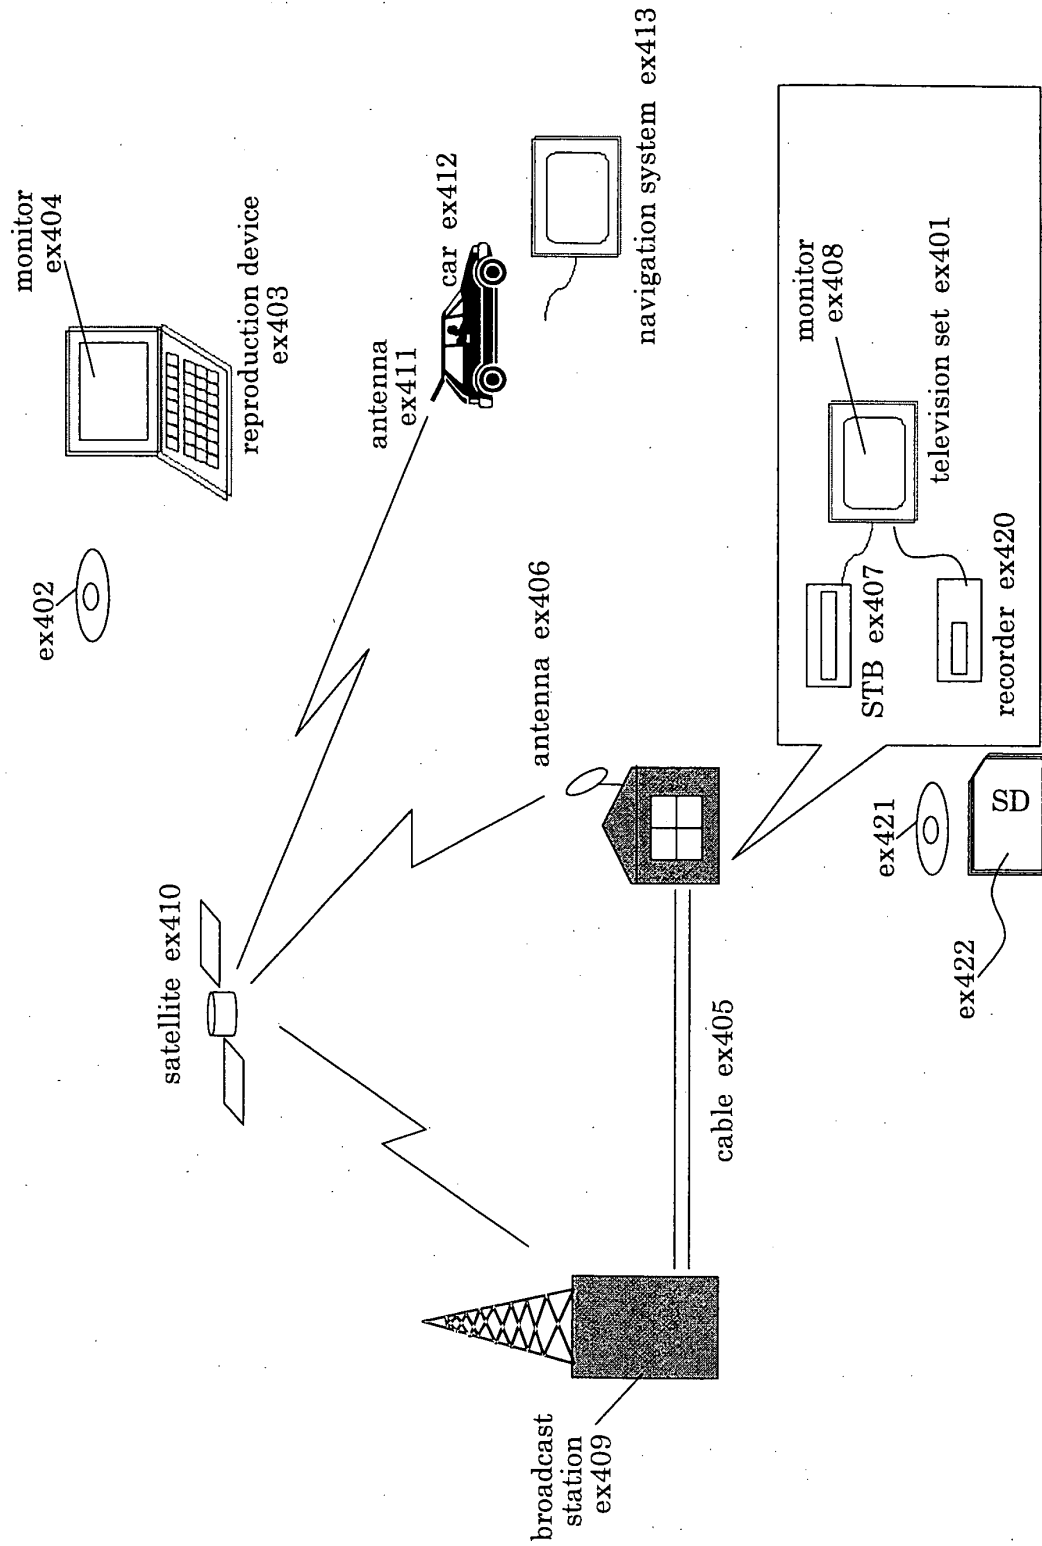 monitor
ex404
reproduction device
ex403
ex402
antenna
ex411
car ex412
navigation system ex413
satellite ex410
antenna ex406
monitor
ex408
television set ex401
STB ex407
recorder ex420
broadcast
station
ex409
cable ex405
ex421
SD
ex422